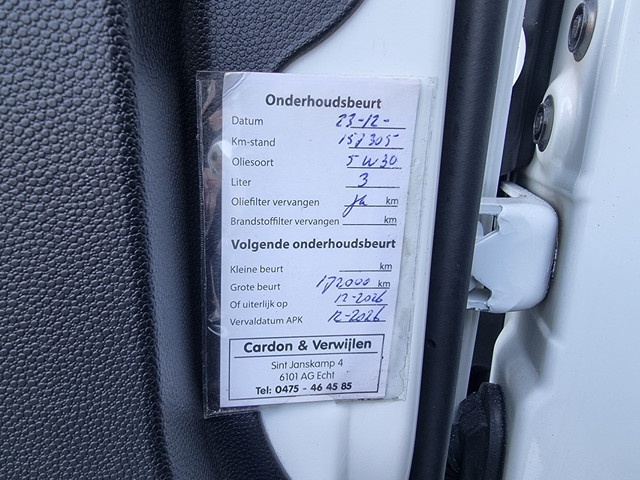 Onderhoudsbeurt
Datum 23-12-
Km-stand 157305
Oliesoort 5W30
Liter 3
Oliefilter vervangen ja km
Brandstoffilter vervangen km
Volgende onderhoudsbeurt
Kleine beurt km
Grote beurt 172000 km
Of uiterlijk op 12-2026
Vervaldatum APK 12-2026
Cardon & Verwijlen
Sint Janskamp 4
6101 AG Echt
Tel: 0475 - 46 45 85